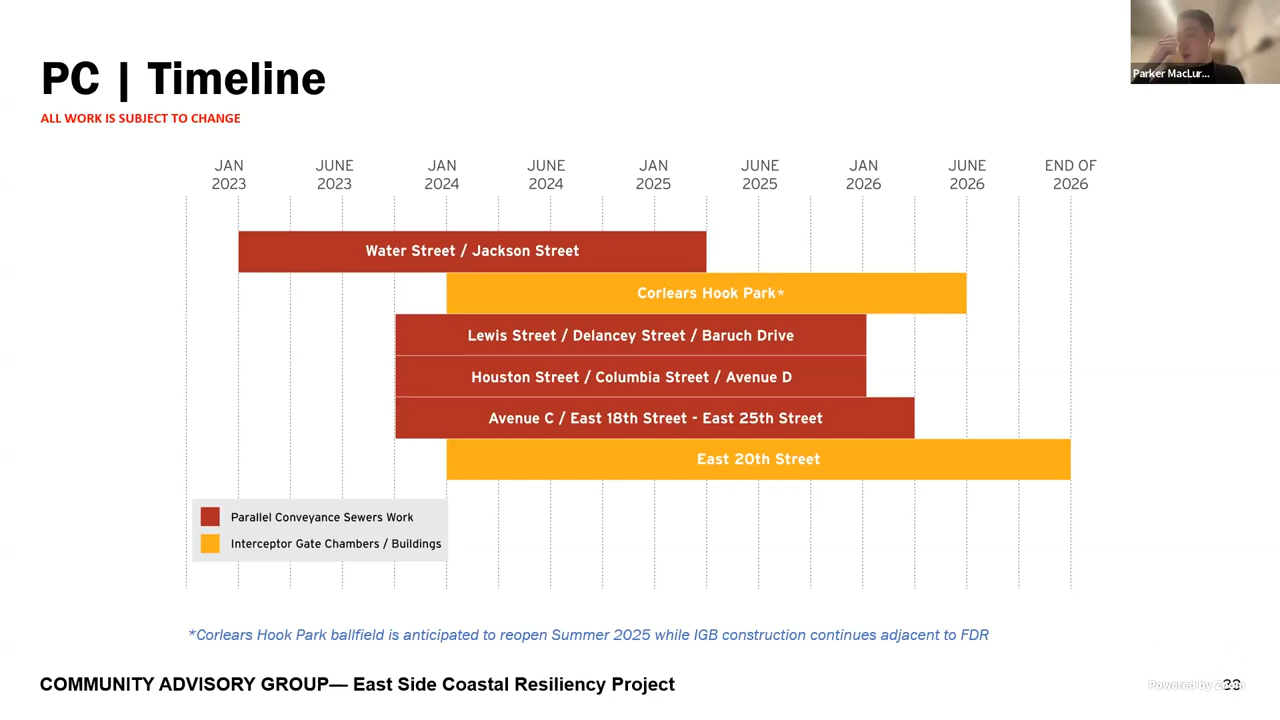 Parker MacLur...
PC | Timeline
ALL WORK IS SUBJECT TO CHANGE
JAN 2023
JUNE 2023
JAN 2024
JUNE 2024
JAN 2025
JUNE 2025
JAN 2026
JUNE 2026
END OF 2026
Water Street / Jackson Street
Corlears Hook Park*
Lewis Street / Delancey Street / Baruch Drive
Houston Street / Columbia Street / Avenue D
Avenue C / East 18th Street - East 25th Street
East 20th Street
Parallel Conveyance Sewers Work
Interceptor Gate Chambers / Buildings
*Corlears Hook Park ballfield is anticipated to reopen Summer 2025 while IGB construction continues adjacent to FDR
COMMUNITY ADVISORY GROUP— East Side Coastal Resiliency Project
Powered by Zoom